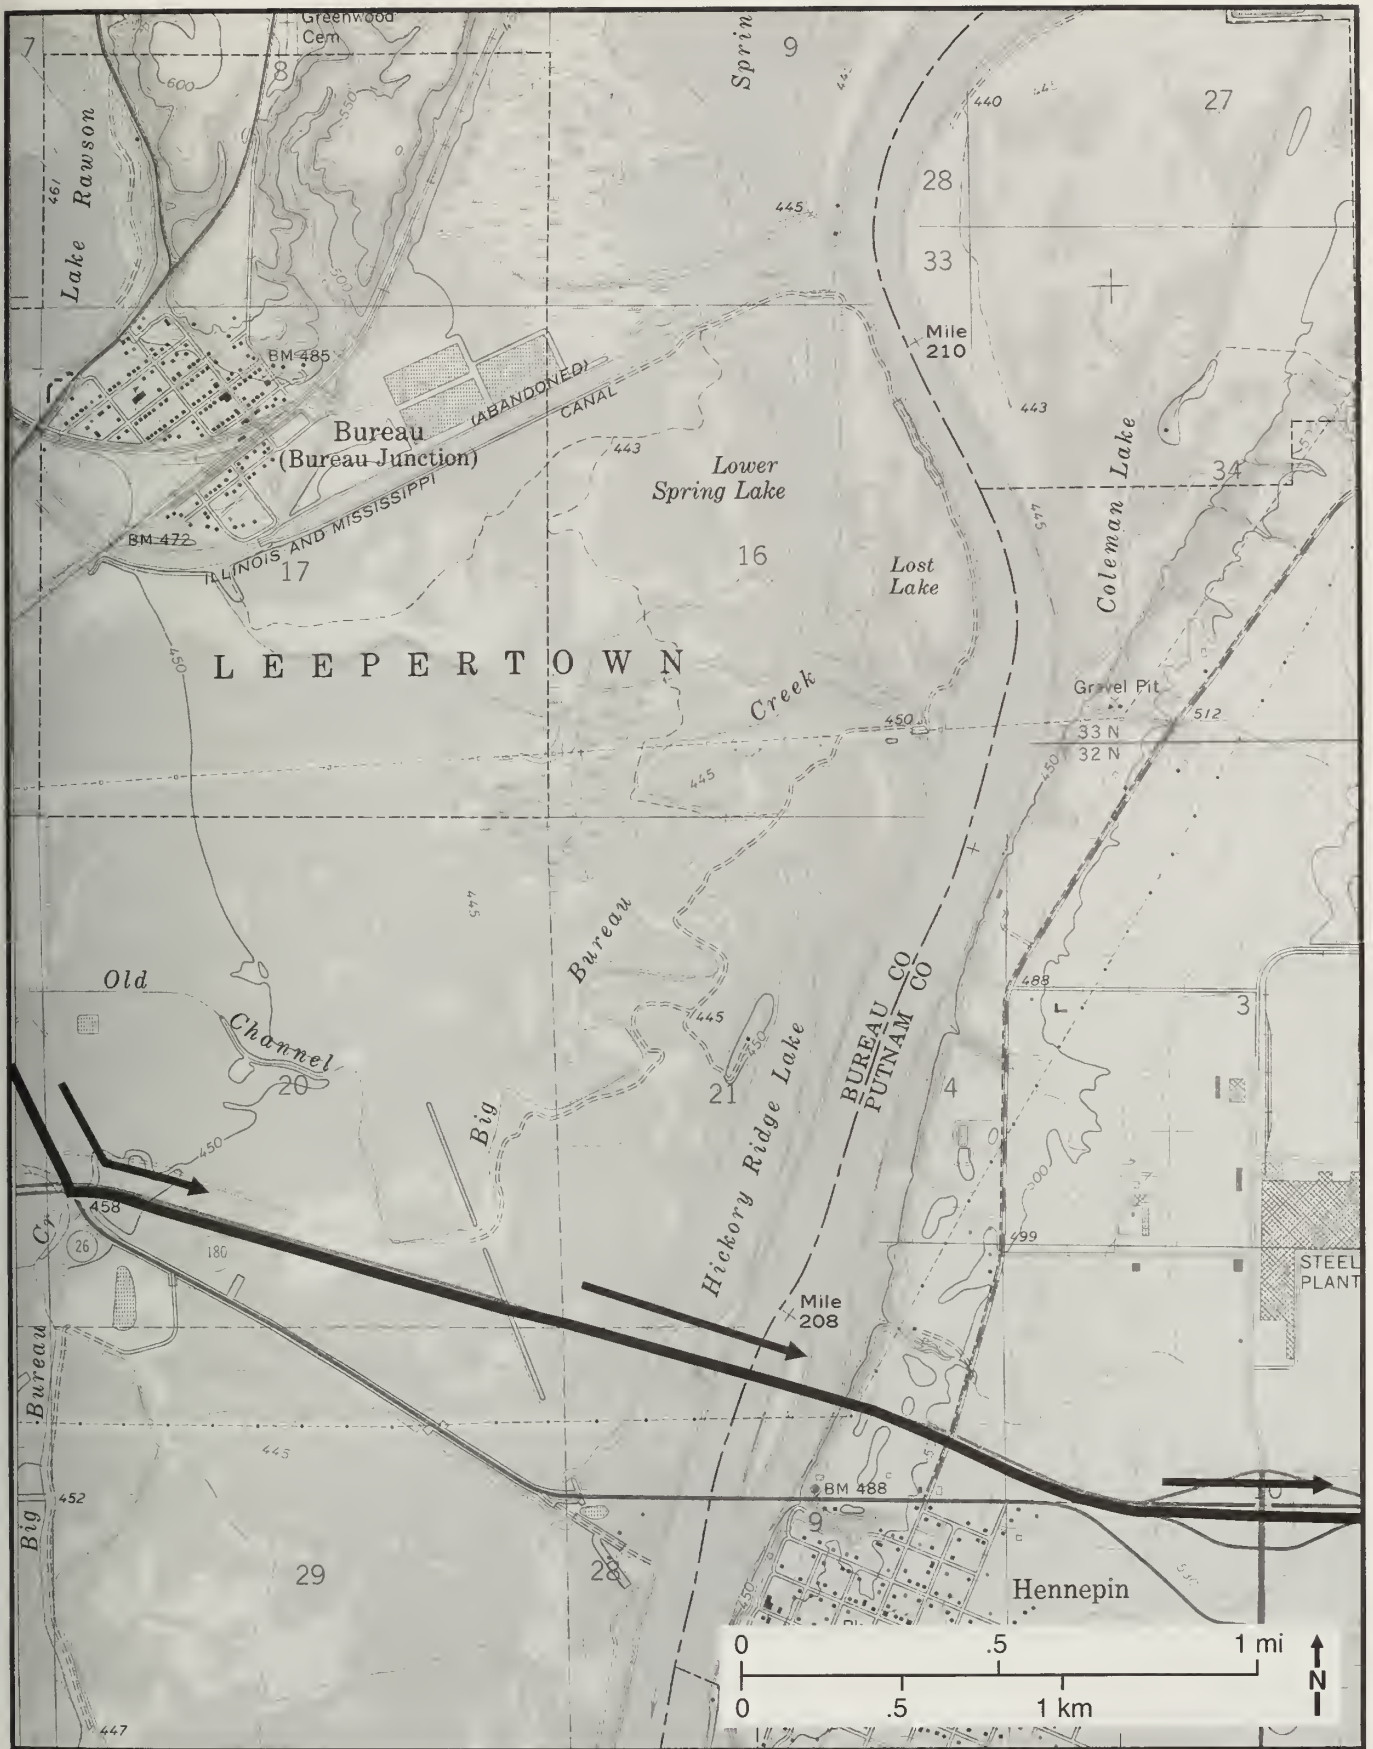 Greenwood
Cem
7
Spring
9
600
550
440
27
461
Lake Rawson
28
445
33
500
Mile
210
BM 485
(ABANDONED)
CANAL
443
Bureau
(Bureau Junction)
443
Lower
Spring Lake
34
Coleman Lake
445
BM 472
ILLINOIS AND MISSISSIPPI
17
16
Lost
Lake
450
LEEPERTOWN
Creek
Gravel Pit
450
512
33 N
32 N
445
450
445
Bureau
BUREAU CO
PUTNAM CO
488
Old
Channel
445
450
3
20
21
4
Big
Hickory Ridge Lake
450
458
Cr
26
180
499
STEEL
PLANT
Mile
208
Bureau
445
452
BM 488
9
Big
29
28
Hennepin
450
0 .5 1 mi
N
0 .5 1 km
447